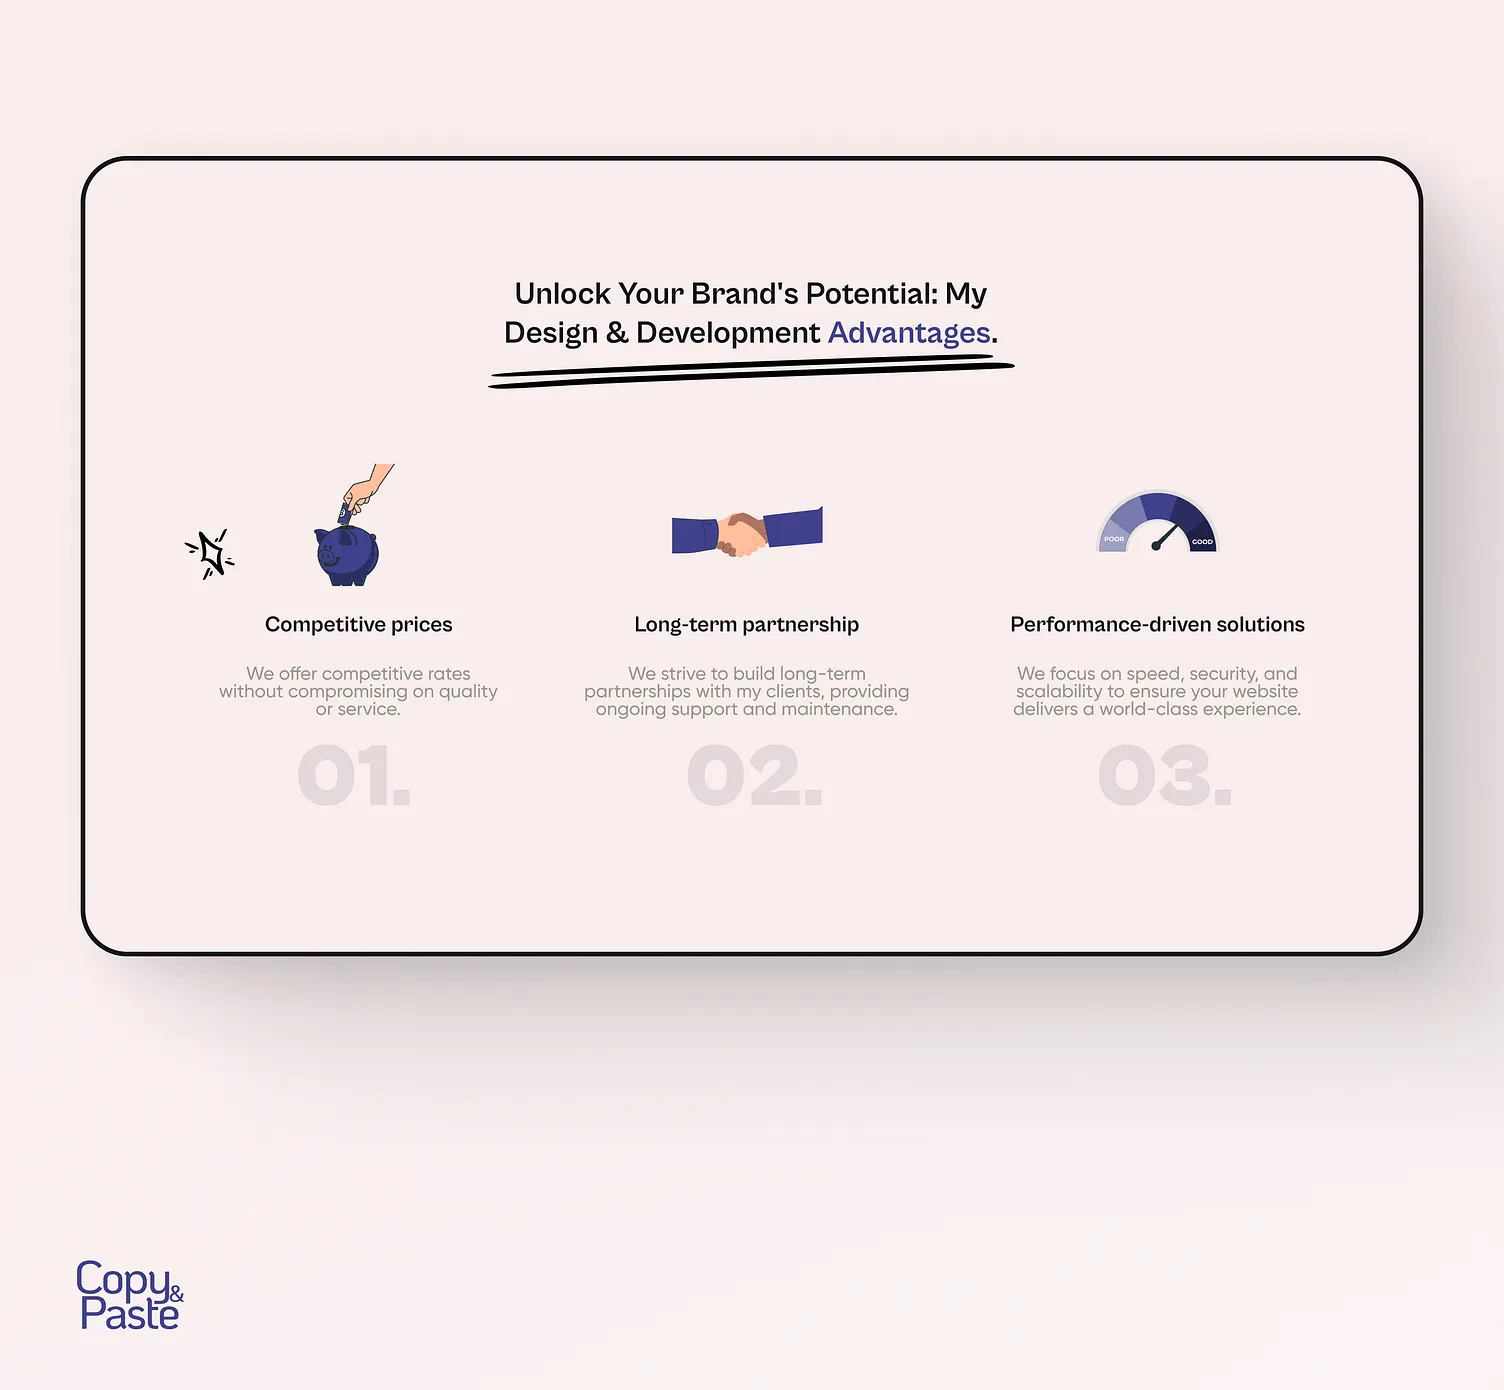 Unlock Your Brand's Potential: My
Design & Development Advantages.
Competitive prices
We offer competitive rates
without compromising on quality
or service.
01.
Long-term partnership
We strive to build long-term
partnerships with my clients, providing
ongoing support and maintenance.
02.
POOR
GOOD
Performance-driven solutions
We focus on speed, security, and
scalability to ensure your website
delivers a world-class experience.
03.
Copy&
Paste